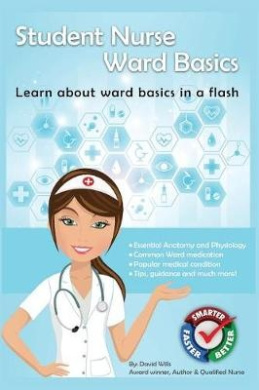 Student Nurse
Ward Basics
Learn about ward basics in a flash
• Essential Anatomy and Physiology
• Common Ward medication
• Popular medical condition
• Tips, guidance and much more!
SMARTER
FASTER
BETTER
By: David Wills
Award winner, Author & Qualified Nurse